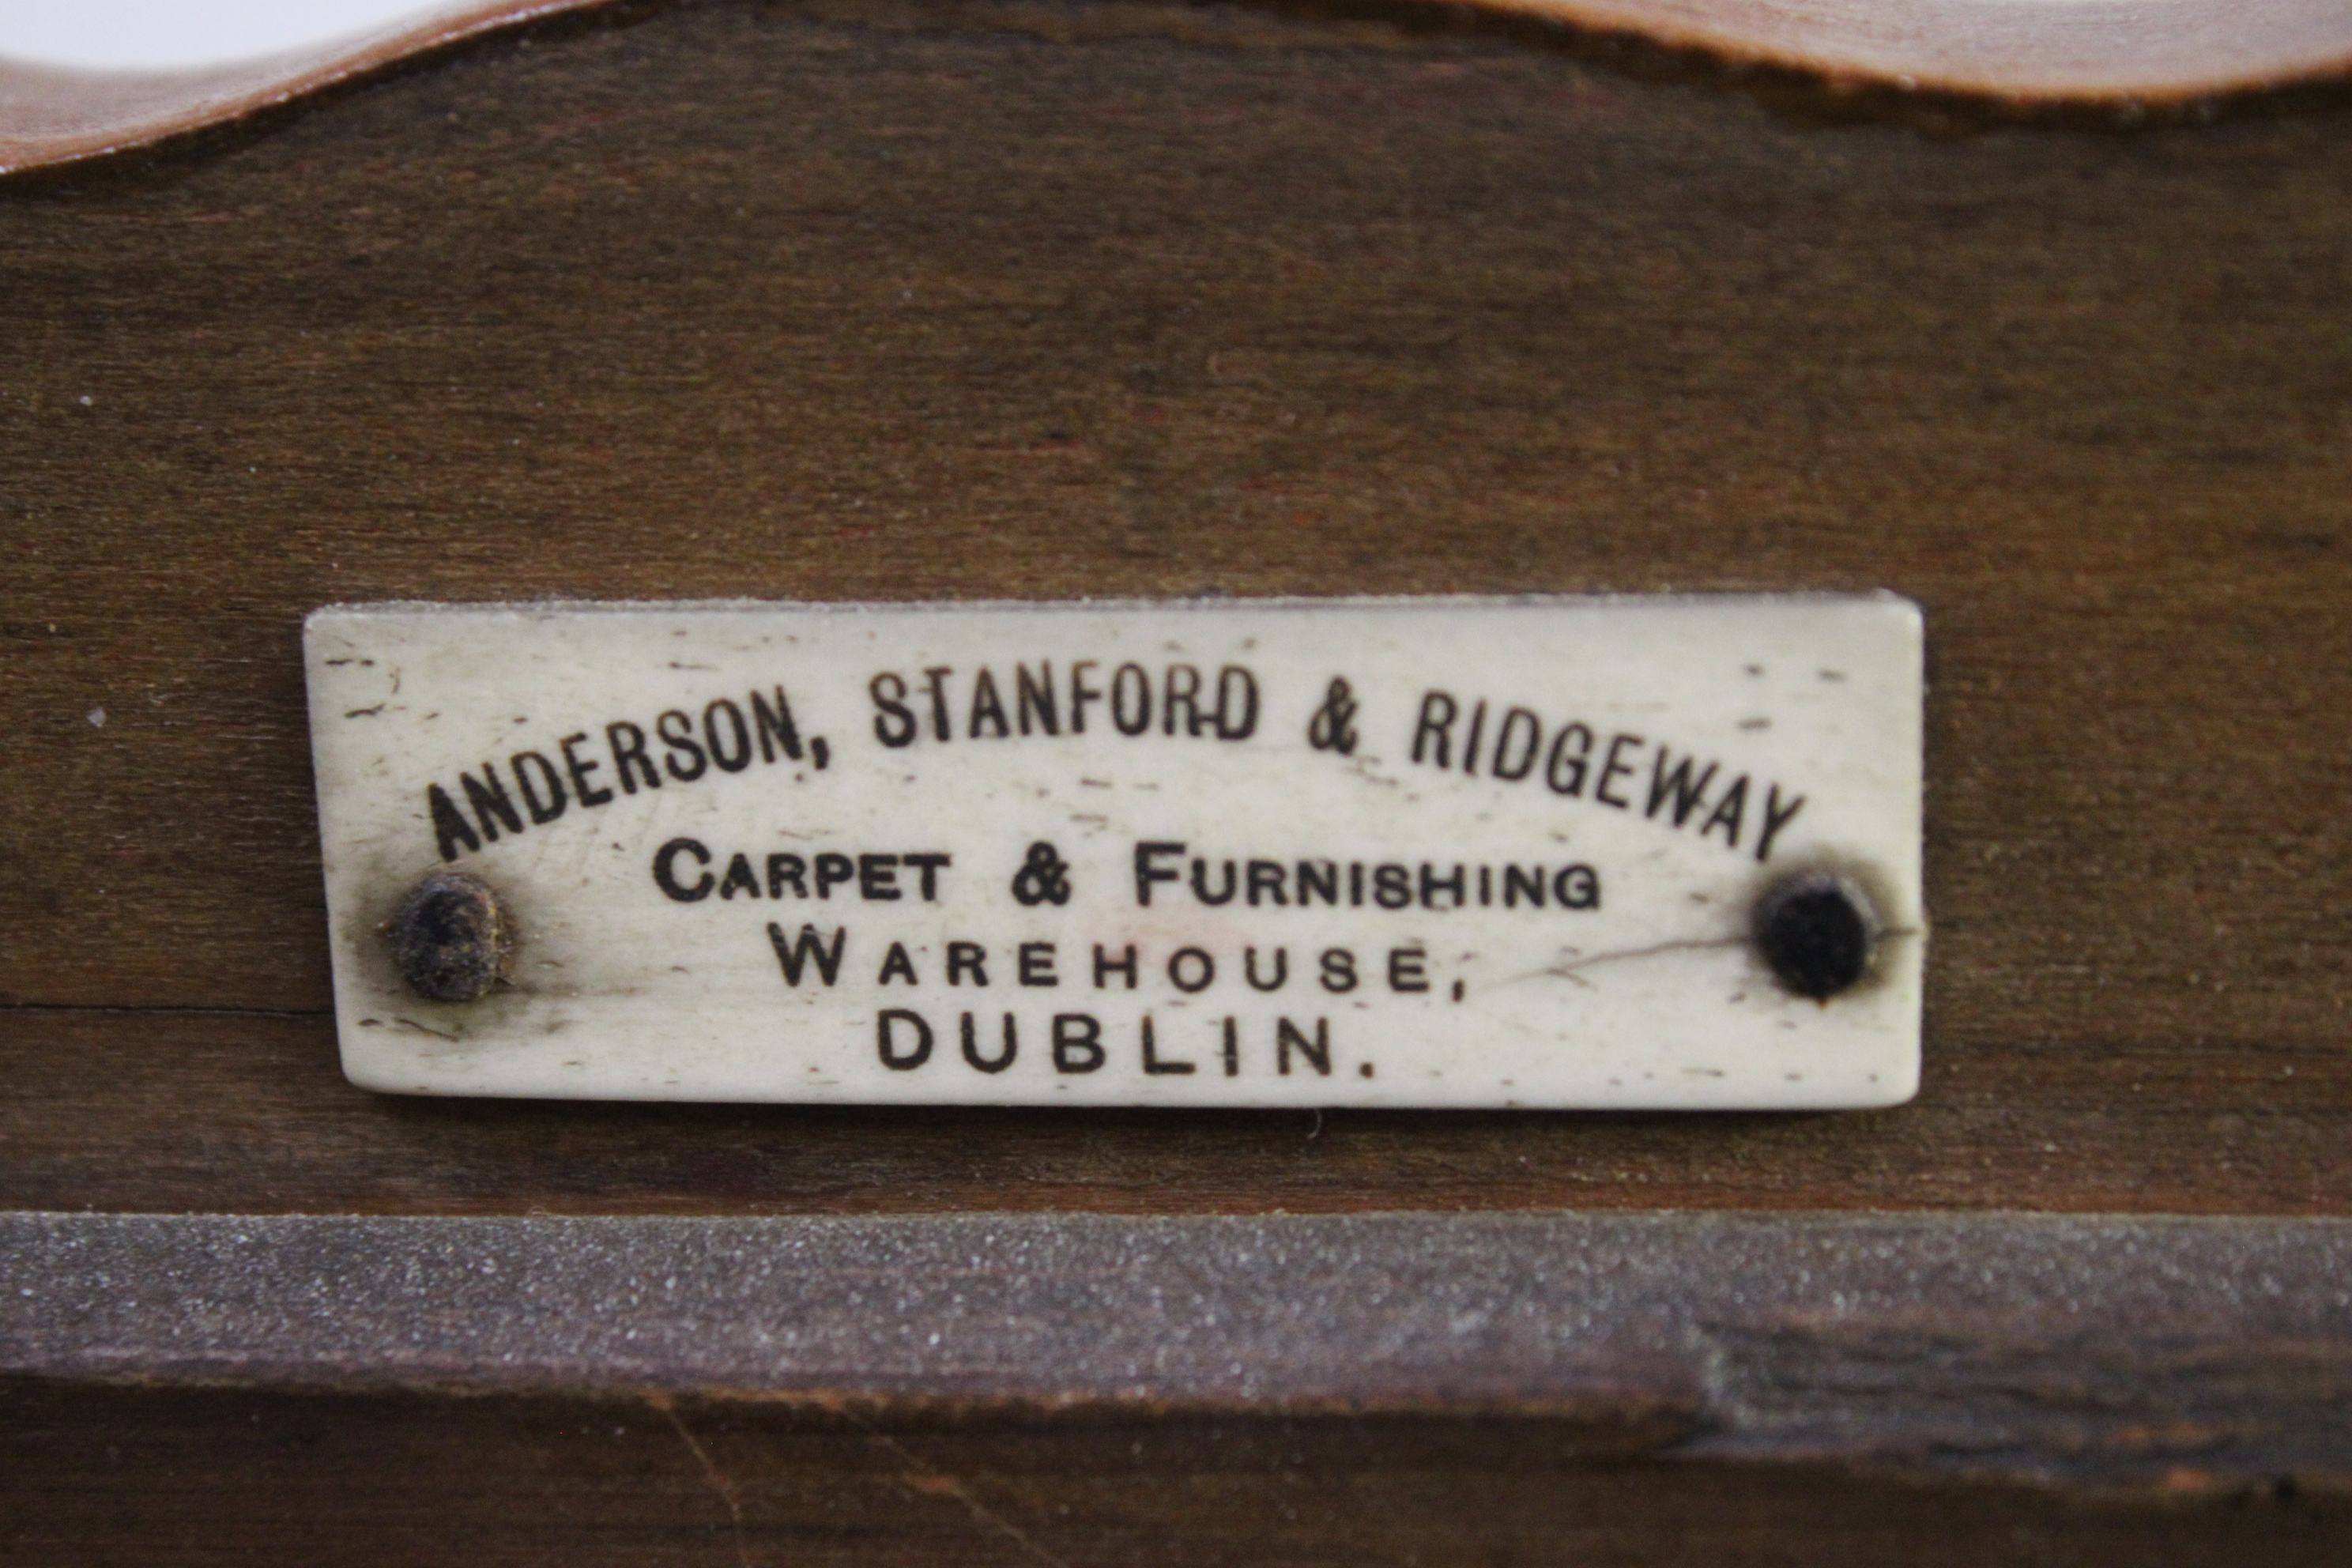 ANDERSON, STANFORD & RIDGEWAY
CARPET & FURNISHING
WAREHOUSE,
DUBLIN.